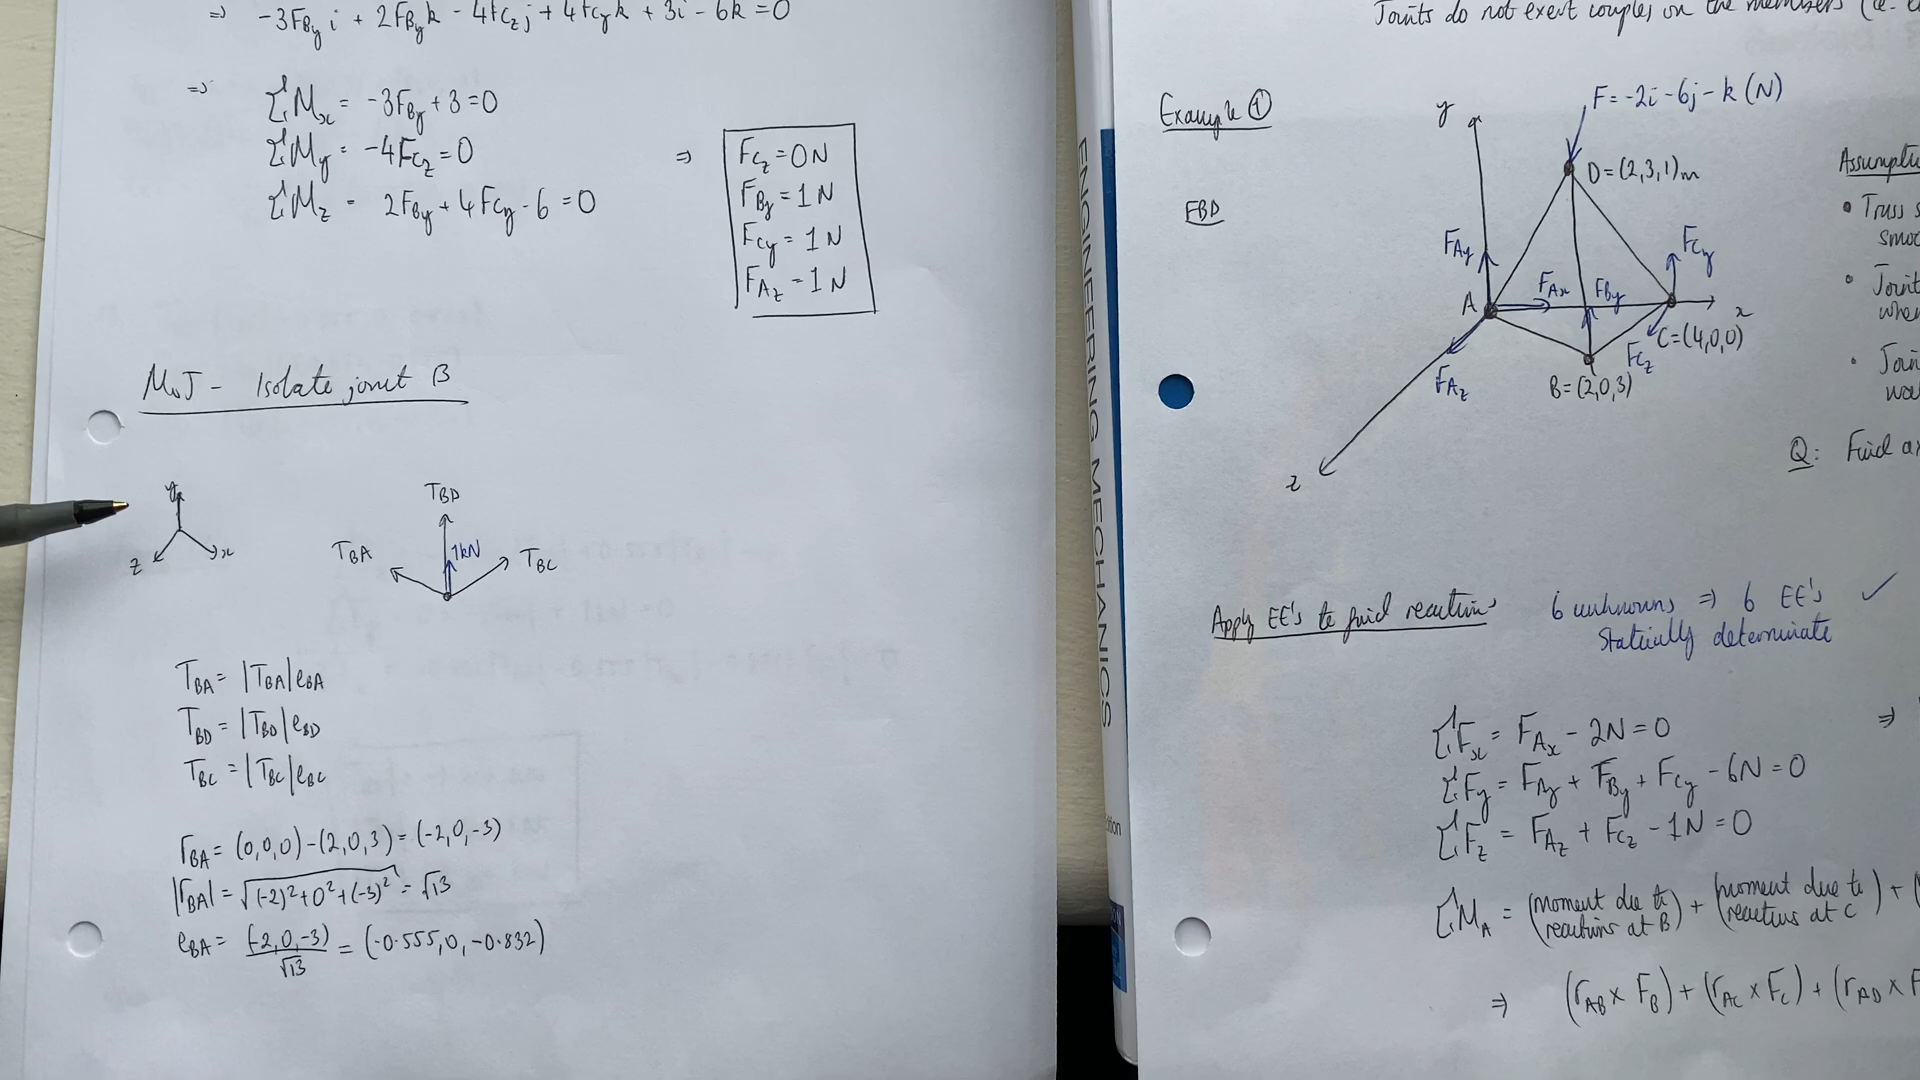 ⇒ -3F_By i + 2F_By k - 4F_Cz j + 4F_Cy k + 3i - 6k = 0
⇒ ΣMx = -3F_By + 3 = 0
ΣMy = -4F_Cz = 0
ΣMz = 2F_By + 4F_Cy - 6 = 0
⇒
F_Cz = 0N
F_By = 1N
F_Cy = 1N
F_Az = 1N
MoJ - Isolate joint B
y
z
x
T_BD
T_BA
1kN
T_BC
T_BA = |T_BA|e_BA
T_BD = |T_BD|e_BD
T_BC = |T_BC|e_BC
r_BA = (0,0,0)-(2,0,3) = (-2,0,-3)
|r_BA| = √((-2)²+0²+(-3)²) = √13
e_BA = (-2,0,-3)/√13 = (-0.555,0,-0.832)
ENGINEERING MECHANICS
Joints do not exert couples on the members (i.e.
Example ①
FBD
y
F = -2i - 6j - k (N)
D = (2,3,1)m
F_Ay
F_Ax
F_By
F_Cy
A
x
C = (4,0,0)
F_Cz
F_Az
B = (2,0,3)
z
• Truss
• 
•
Q: Find
Apply EE's to find reactions
6 unknowns ⇒ 6 EE's ✓
Statically determinate
ΣFx = F_Ax - 2N = 0
⇒
ΣFy = F_Ay + F_By + F_Cy - 6N = 0
ΣFz = F_Az + F_Cz - 1N = 0
ΣM_A = (moment due to reactions at B) + (moment due to reactions at C) + (
⇒ (r_AB × F_B) + (r_AC × F_C) + (r_AD × F